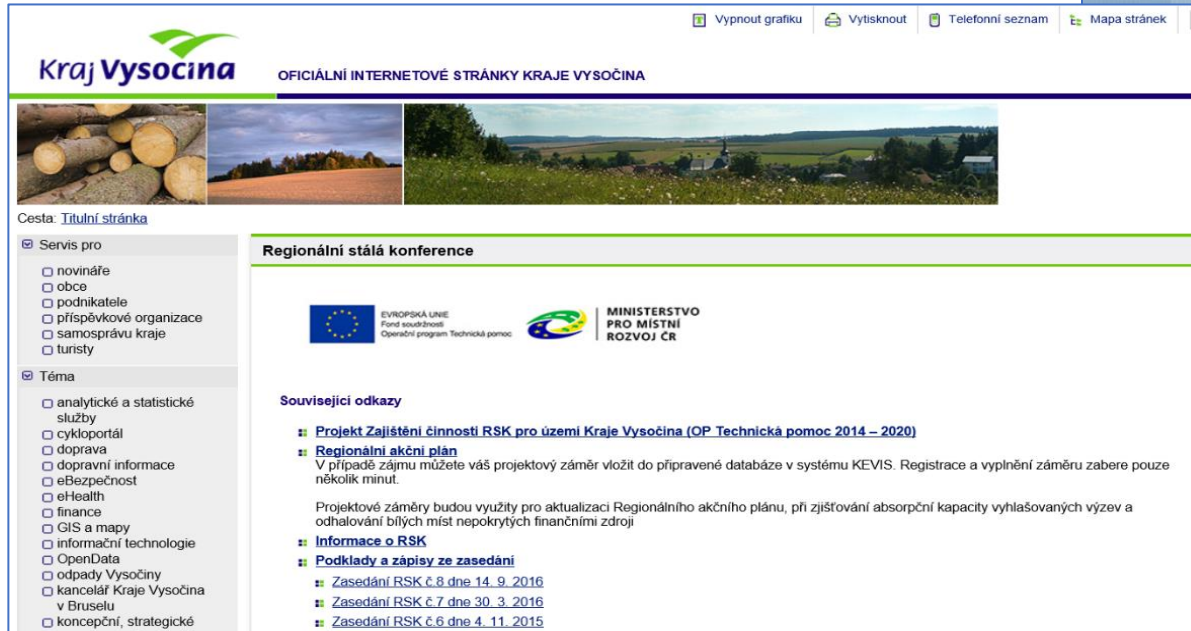 Vypnout grafiku Vytisknout Telefonní seznam Mapa stránek
Kraj Vysočina
OFICIÁLNÍ INTERNETOVÉ STRÁNKY KRAJE VYSOČINA
Cesta: Titulní stránka
Servis pro
novináře
obce
podnikatele
příspěvkové organizace
samosprávu kraje
turisty
Téma
analytické a statistické
služby
cykloportál
doprava
dopravní informace
eBezpečnost
eHealth
finance
GIS a mapy
informační technologie
OpenData
odpady Vysočiny
kancelář Kraje Vysočina
v Bruselu
koncepční, strategické
Regionální stálá konference
EVROPSKÁ UNIE
Fond soudržnosti
Operační program Technická pomoc
MINISTERSTVO
PRO MÍSTNÍ
ROZVOJ ČR
Související odkazy
Projekt Zajištění činnosti RSK pro území Kraje Vysočina (OP Technická pomoc 2014 – 2020)
Regionální akční plán
V případě zájmu můžete váš projektový záměr vložit do připravené databáze v systému KEVIS. Registrace a vyplnění záměru zabere pouze
několik minut.
Projektové záměry budou využity pro aktualizaci Regionálního akčního plánu, při zjišťování absorpční kapacity vyhlašovaných výzev a
odhalování bílých míst nepokrytých finančními zdroji
Informace o RSK
Podklady a zápisy ze zasedání
Zasedání RSK č.8 dne 14. 9. 2016
Zasedání RSK č.7 dne 30. 3. 2016
Zasedání RSK č.6 dne 4. 11. 2015